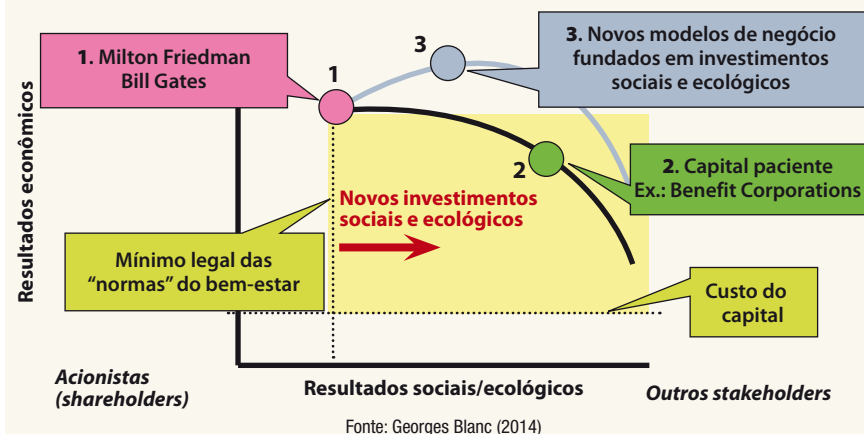 1. Milton Friedman
Bill Gates
1
3
3. Novos modelos de negócio
fundados em investimentos
sociais e ecológicos
Resultados econômicos
2
2. Capital paciente
Ex.: Benefit Corporations
Novos investimentos
sociais e ecológicos
Mínimo legal das
“normas” do bem-estar
Custo do
capital
Acionistas
(shareholders)
Resultados sociais/ecológicos
Outros stakeholders
Fonte: Georges Blanc (2014)